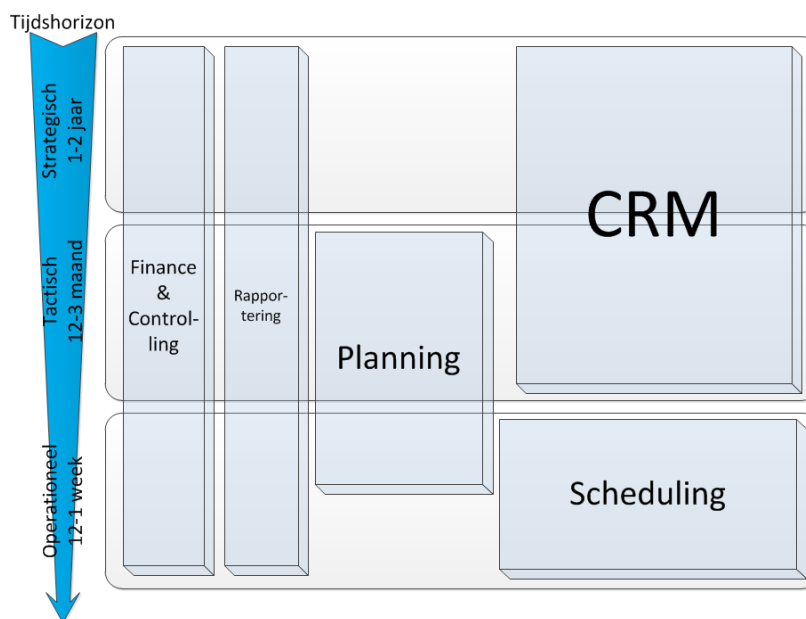 Tijdshorizon
Strategisch
1-2 jaar
Tactisch
12-3 maand
Operationeel
12-1 week
Finance
&
Control-
ling
Rappor-
tering
Planning
CRM
Scheduling